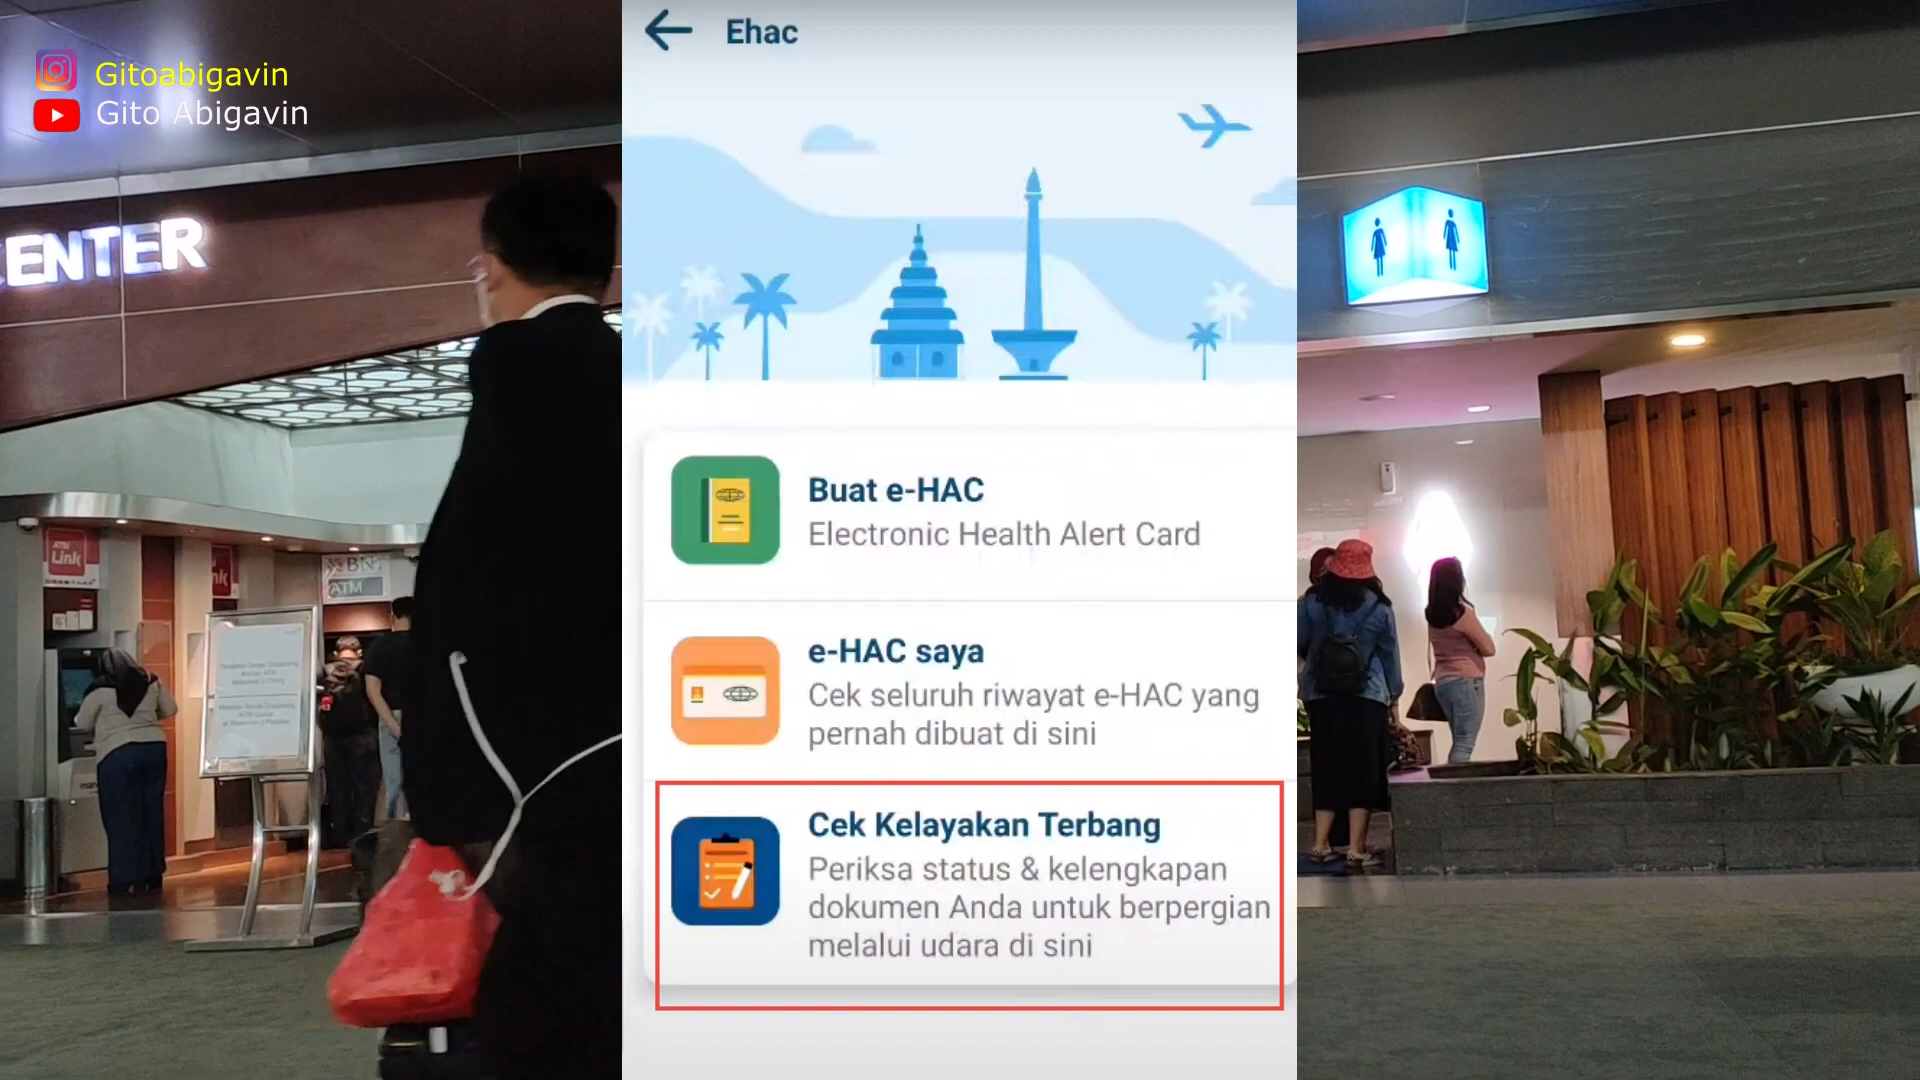 Gitoabigavin
Gito Abigavin
CENTER
ATM
Link
BNI
ATM
Ehac
Buat e-HAC
Electronic Health Alert Card
e-HAC saya
Cek seluruh riwayat e-HAC yang
pernah dibuat di sini
Cek Kelayakan Terbang
Periksa status & kelengkapan
dokumen Anda untuk berpergian
melalui udara di sini